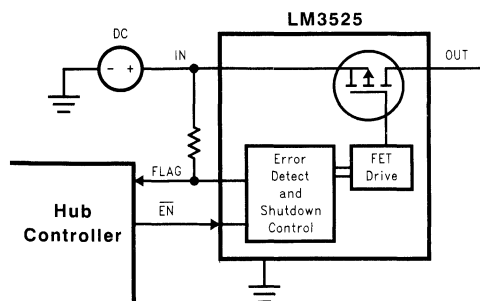 LM3525
DC
- +
IN
OUT
FLAG
EN
Hub
Controller
Error
Detect
and
Shutdown
Control
FET
Drive